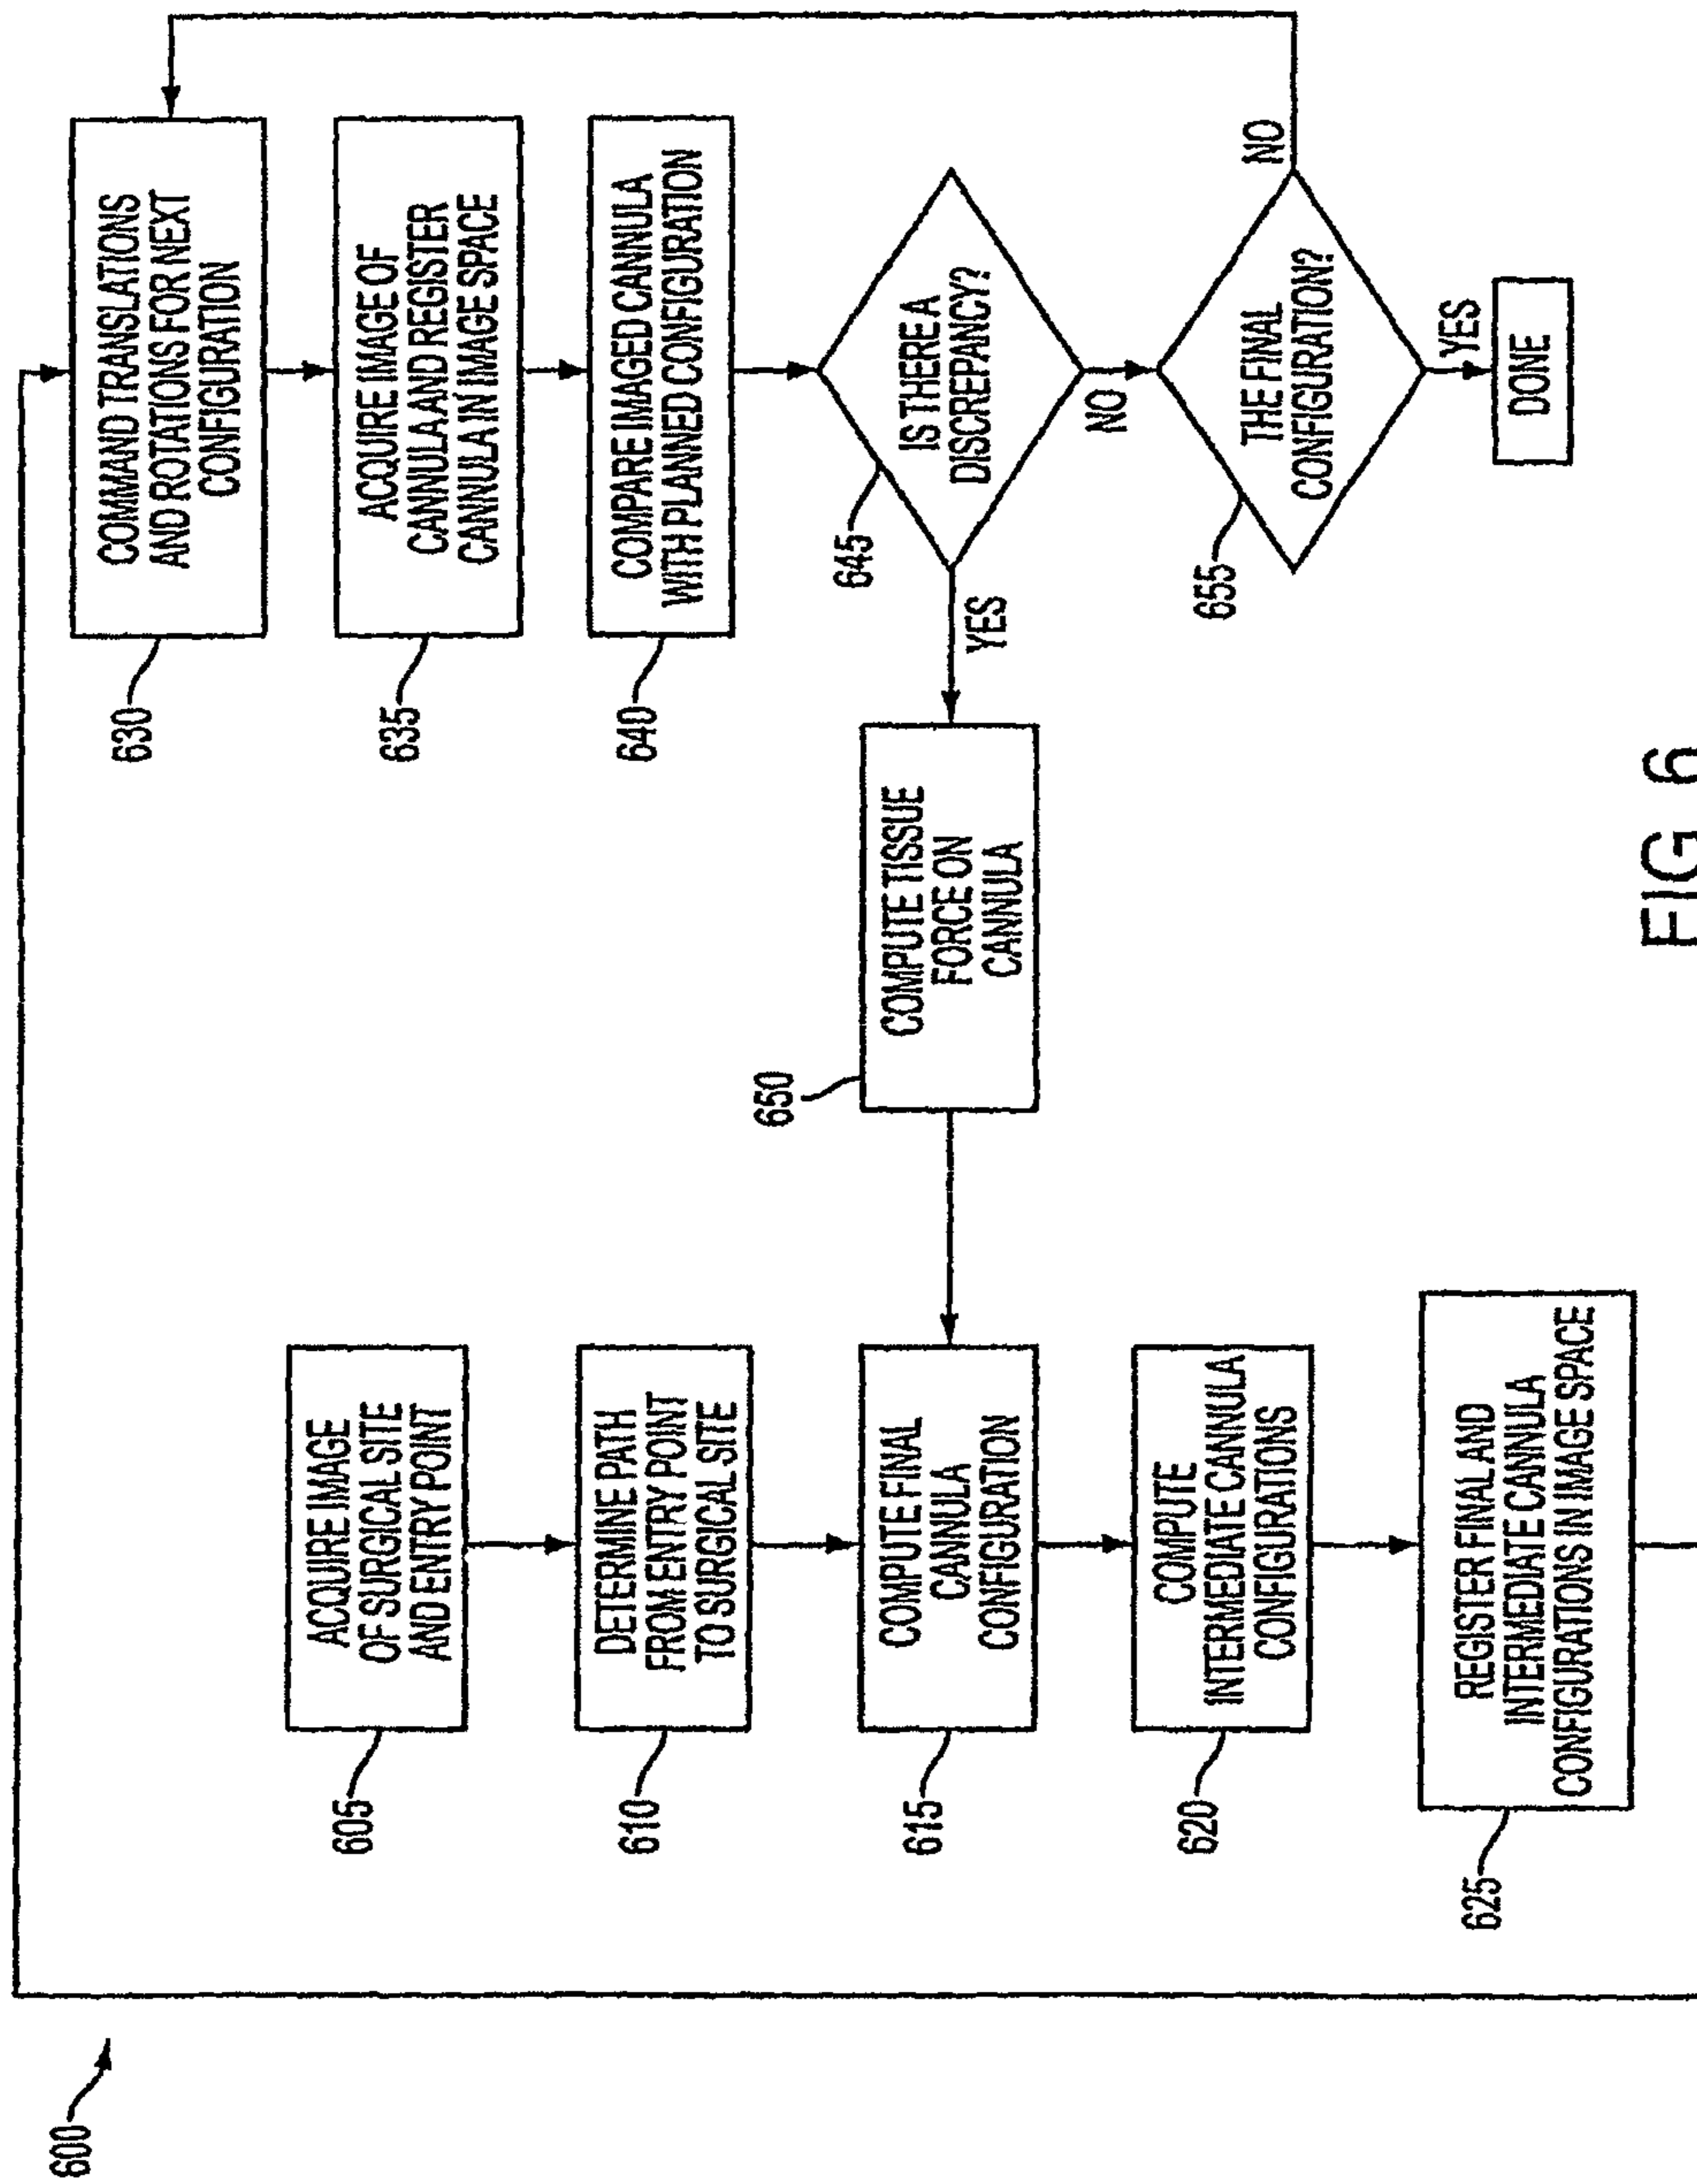 600
605
ACQUIRE IMAGE
OF SURGICAL SITE
AND ENTRY POINT
610
DETERMINE PATH
FROM ENTRY POINT
TO SURGICAL SITE
615
COMPUTE FINAL
CANNULA
CONFIGURATION
620
COMPUTE
INTERMEDIATE CANNULA
CONFIGURATIONS
625
REGISTER FINAL AND
INTERMEDIATE CANNULA
CONFIGURATIONS IN IMAGE SPACE
650
COMPUTE TISSUE
FORCE ON
CANNULA
630
COMMAND TRANSLATIONS
AND ROTATIONS FOR NEXT
CONFIGURATION
635
ACQUIRE IMAGE OF
CANNULA AND REGISTER
CANNULA IN IMAGE SPACE
640
COMPARE IMAGED CANNULA
WITH PLANNED CONFIGURATION
645
IS THERE A
DISCREPANCY?
YES
NO
655
THE FINAL
CONFIGURATION?
NO
YES
DONE
FIG. 6